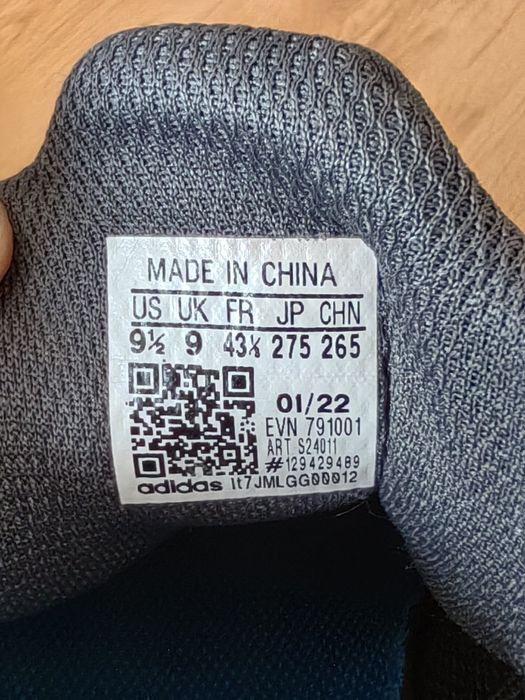 MADE IN CHINA
US UK FR JP CHN
9½ 9 43⅓ 275 265
01/22
EVN 791001
ART S24011
#129429489
adidas lt7JMLGG00012